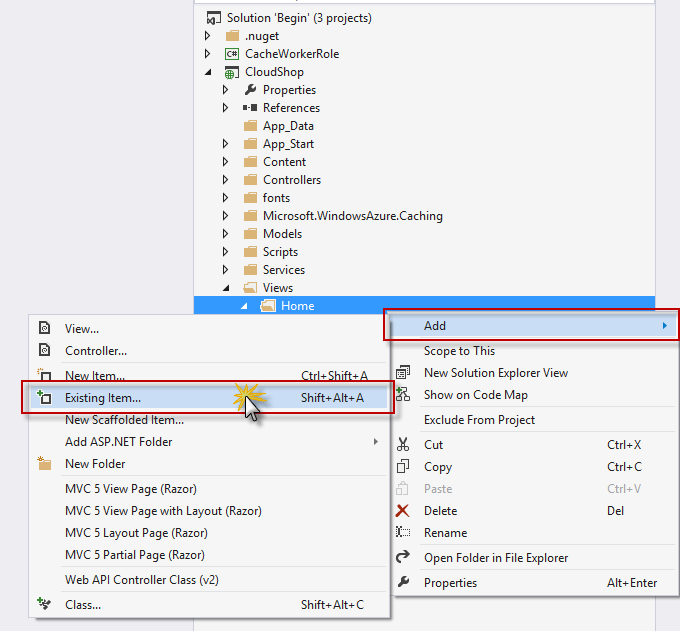 Solution 'Begin' (3 projects)
.nuget
C# CacheWorkerRole
CloudShop
Properties
References
App_Data
App_Start
Content
Controllers
fonts
Microsoft.WindowsAzure.Caching
Models
Scripts
Services
Views
Home
Add
Scope to This
New Solution Explorer View
Show on Code Map
Exclude From Project
Cut Ctrl+X
Copy Ctrl+C
Paste Ctrl+V
Delete Del
Rename
Open Folder in File Explorer
Properties Alt+Enter
View...
Controller...
New Item... Ctrl+Shift+A
Existing Item... Shift+Alt+A
New Scaffolded Item...
Add ASP.NET Folder
New Folder
MVC 5 View Page (Razor)
MVC 5 View Page with Layout (Razor)
MVC 5 Layout Page (Razor)
MVC 5 Partial Page (Razor)
Web API Controller Class (v2)
Class... Shift+Alt+C